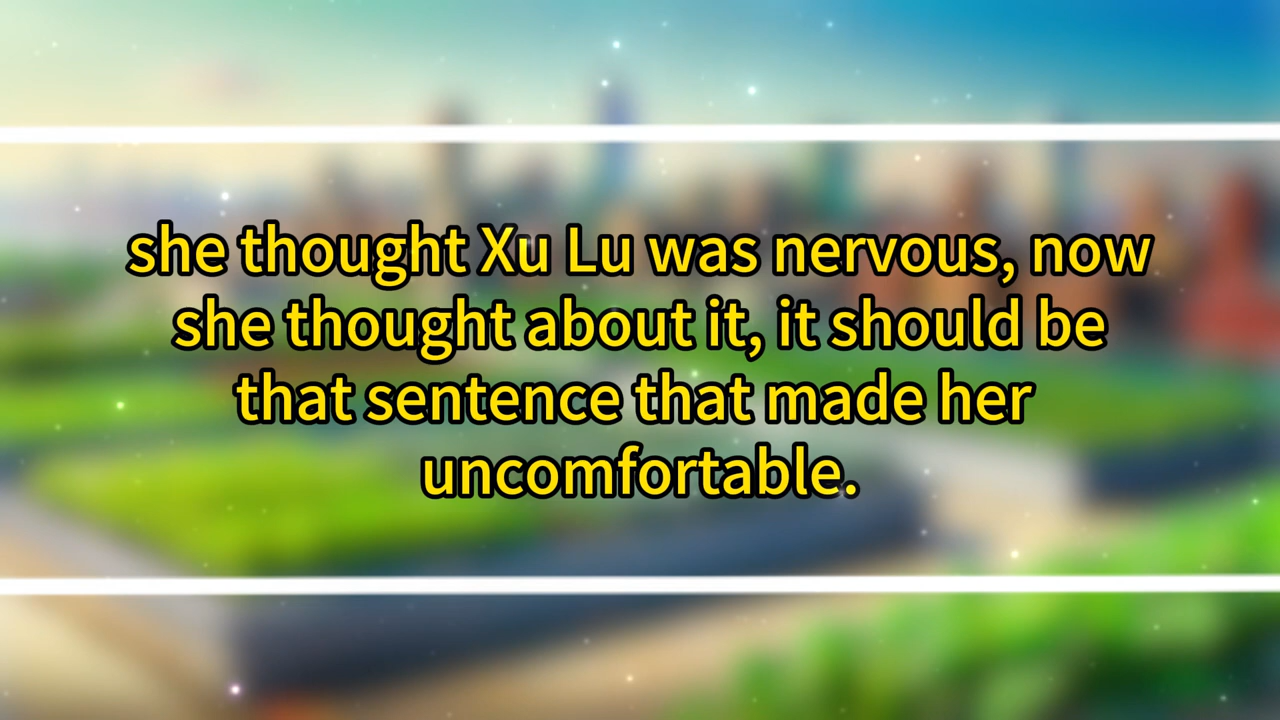 she thought Xu Lu was nervous, now
she thought about it, it should be
that sentence that made her
uncomfortable.